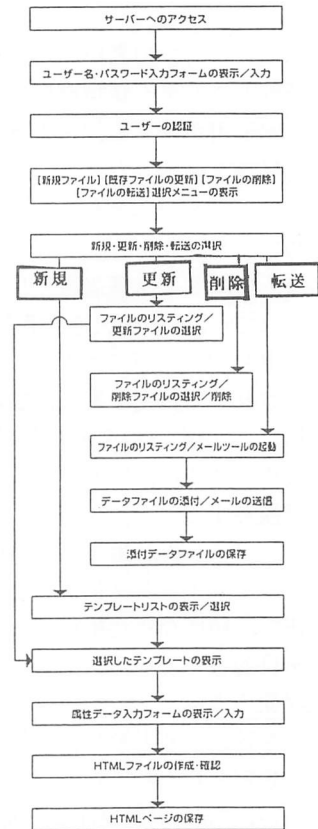 サーバーへのアクセス
ユーザー名・パスワード入力フォームの表示／入力
ユーザーの認証
[新規ファイル][既存ファイルの更新][ファイルの削除]
[ファイルの転送]選択メニューの表示
新規・更新・削除・転送の選択
新規
更新
削除
転送
ファイルのリスティング／
更新ファイルの選択
ファイルのリスティング／
削除ファイルの選択／削除
ファイルのリスティング／メールツールの起動
データファイルの添付／メールの送信
添付データファイルの保存
テンプレートリストの表示／選択
選択したテンプレートの表示
属性データ入力フォームの表示／入力
HTMLファイルの作成・確認
HTMLページの保存